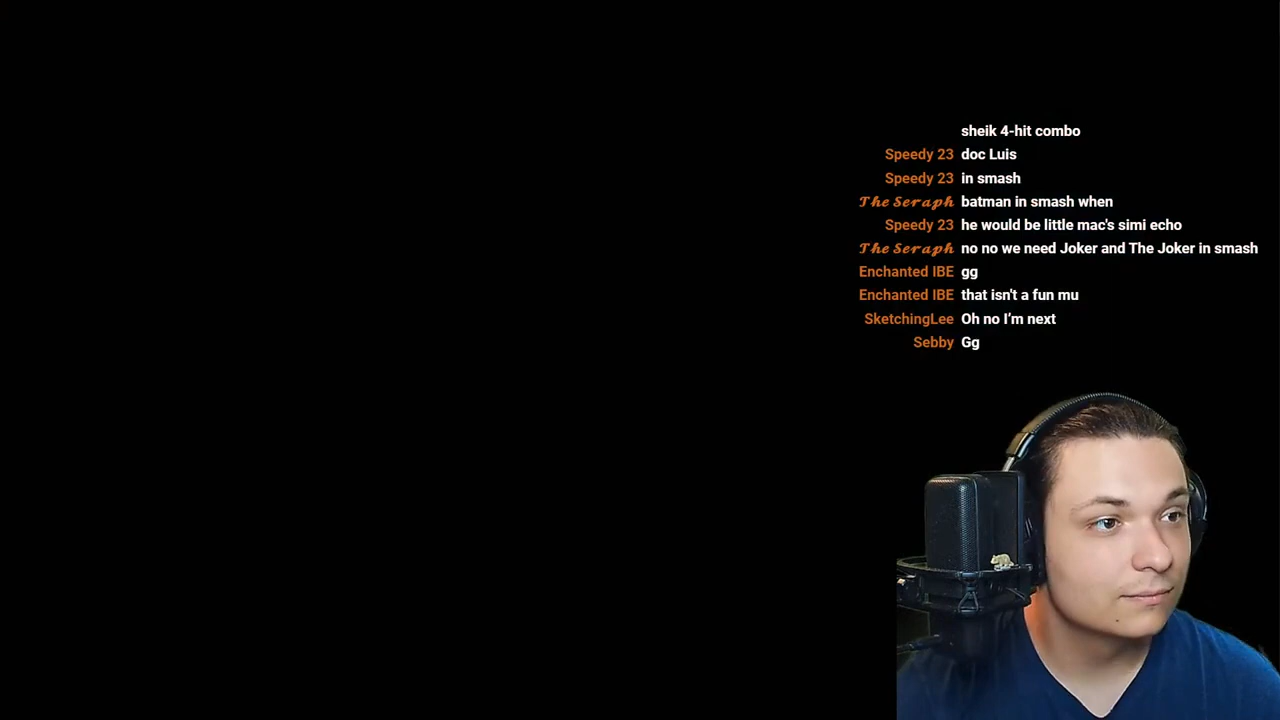 sheik 4-hit combo
Speedy 23 doc Luis
Speedy 23 in smash
The Seraph batman in smash when
Speedy 23 he would be little mac's simi echo
The Seraph no no we need Joker and The Joker in smash
Enchanted IBE gg
Enchanted IBE that isn't a fun mu
SketchingLee Oh no I'm next
Sebby Gg